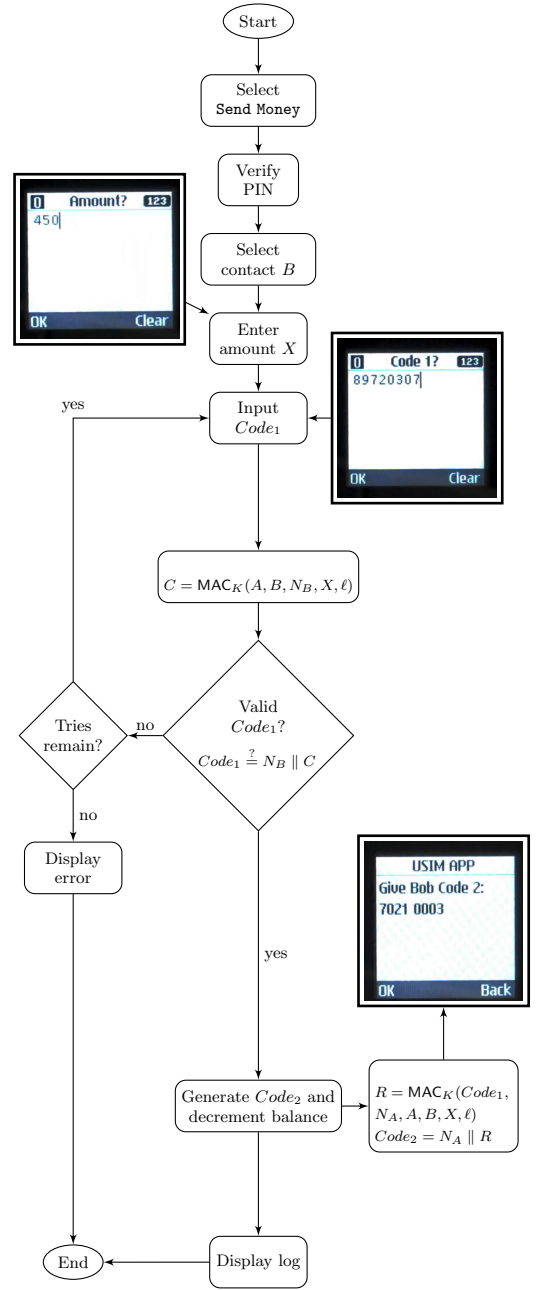 Start
Select
Send Money
Verify
PIN
0 Amount? 123
450
OK Clear
Select
contact B
Enter
amount X
0 Code 1? 123
89720307
OK Clear
yes
Input
Code₁
C = MAC_K(A, B, N_B, X, ℓ)
Valid
Code₁?
Code₁ ≟ N_B ∥ C
no
Tries
remain?
no
Display
error
USIM APP
Give Bob Code 2:
7021 0003
OK Back
yes
Generate Code₂ and
decrement balance
R = MAC_K(Code₁,
N_A, A, B, X, ℓ)
Code₂ = N_A ∥ R
End
Display log